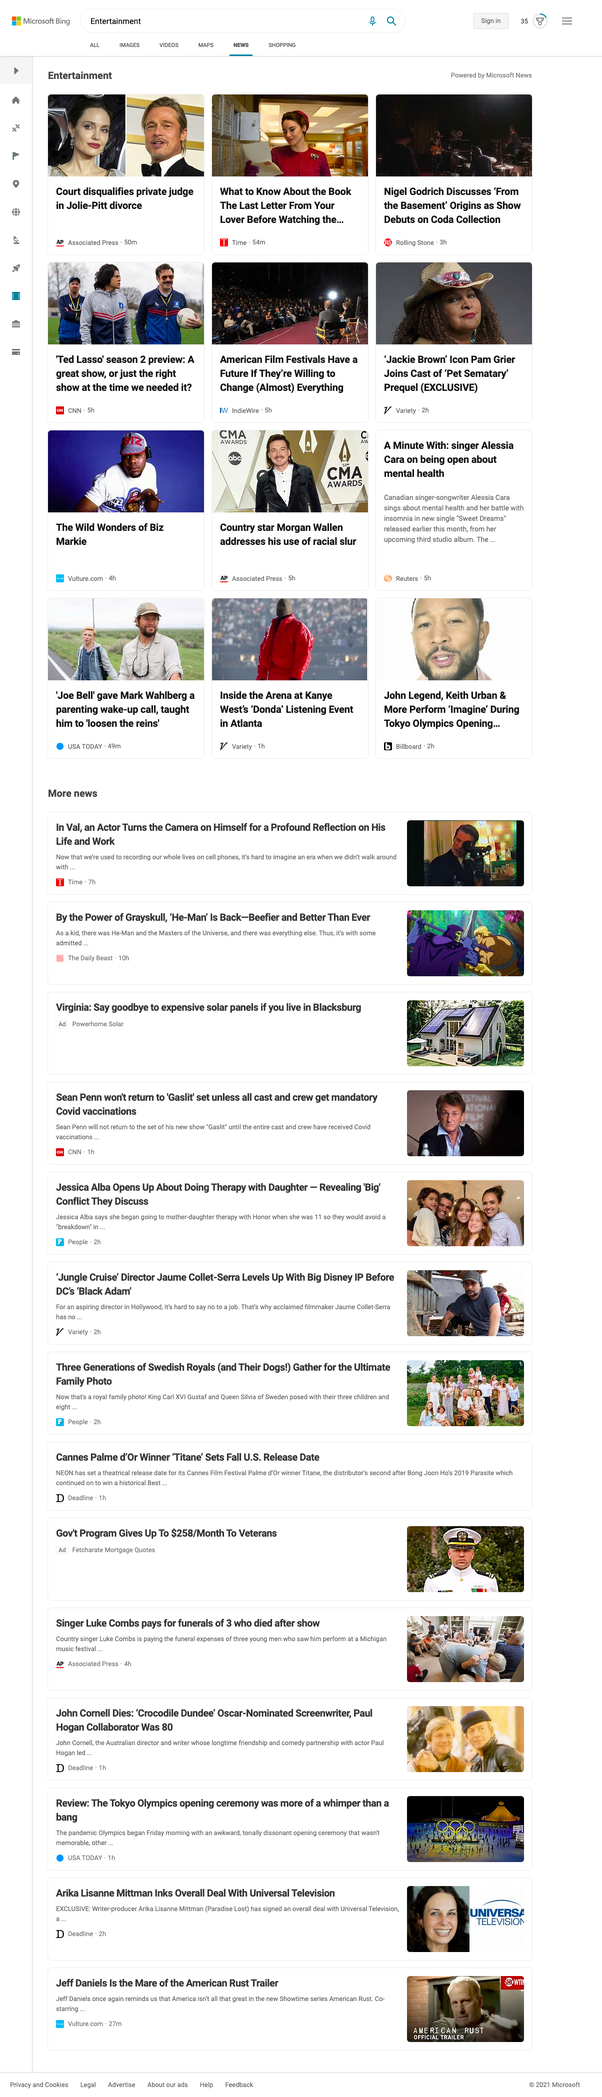 Microsoft Bing
Entertainment
Sign in
35
ALL IMAGES VIDEOS MAPS NEWS SHOPPING
Entertainment
Powered by Microsoft News
Court disqualifies private judge
in Jolie-Pitt divorce
AP Associated Press · 50m
What to Know About the Book
The Last Letter From Your
Lover Before Watching the...
Time · 54m
Nigel Godrich Discusses ‘From
the Basement’ Origins as Show
Debuts on Coda Collection
Rolling Stone · 3h
'Ted Lasso' season 2 preview: A
great show, or just the right
show at the time we needed it?
CNN · 5h
American Film Festivals Have a
Future If They’re Willing to
Change (Almost) Everything
IW IndieWire · 5h
‘Jackie Brown’ Icon Pam Grier
Joins Cast of ‘Pet Sematary’
Prequel (EXCLUSIVE)
V Variety · 2h
The Wild Wonders of Biz
Markie
Vulture.com · 4h
CMA
abc
AWARDS
CMA
AWARDS
Country star Morgan Wallen
addresses his use of racial slur
AP Associated Press · 5h
A Minute With: singer Alessia
Cara on being open about
mental health
Canadian singer-songwriter Alessia Cara
sings about mental health and her battle with
insomnia in new single "Sweet Dreams"
released earlier this month, from her
upcoming third studio album. The ...
Reuters · 5h
'Joe Bell' gave Mark Wahlberg a
parenting wake-up call, taught
him to 'loosen the reins'
USA TODAY · 49m
Inside the Arena at Kanye
West’s ‘Donda’ Listening Event
in Atlanta
V Variety · 1h
John Legend, Keith Urban &
More Perform ‘Imagine’ During
Tokyo Olympics Opening...
b Billboard · 2h
More news
In Val, an Actor Turns the Camera on Himself for a Profound Reflection on His
Life and Work
Now that we’re used to recording our whole lives on cell phones, it’s hard to imagine an era when we didn’t walk around
with ...
Time · 7h
By the Power of Grayskull, 'He-Man' Is Back—Beefier and Better Than Ever
As a kid, there was He-Man and the Masters of the Universe, and there was everything else. Thus, it’s with some
admitted ...
The Daily Beast · 10h
Virginia: Say goodbye to expensive solar panels if you live in Blacksburg
Ad Powerhome Solar
Sean Penn won't return to 'Gaslit' set unless all cast and crew get mandatory
Covid vaccinations
Sean Penn will not return to the set of his new show "Gaslit" until the entire cast and crew have received Covid
vaccinations ...
CNN · 1h
Jessica Alba Opens Up About Doing Therapy with Daughter — Revealing 'Big'
Conflict They Discuss
Jessica Alba says she began going to mother-daughter therapy with Honor when she was 11 so they would avoid a
"breakdown" in ...
People · 2h
‘Jungle Cruise’ Director Jaume Collet-Serra Levels Up With Big Disney IP Before
DC’s ‘Black Adam’
For an aspiring director in Hollywood, it’s hard to say no to a job. That’s why acclaimed filmmaker Jaume Collet-Serra
has no ...
V Variety · 2h
Three Generations of Swedish Royals (and Their Dogs!) Gather for the Ultimate
Family Photo
Now that's a royal family photo! King Carl XVI Gustaf and Queen Silvia of Sweden posed with their three children and
eight ...
People · 2h
Cannes Palme d’Or Winner ‘Titane’ Sets Fall U.S. Release Date
NEON has set a theatrical release date for its Cannes Film Festival Palme d’Or winner Titane, the distributor’s second after Bong Joon Ho’s 2019 Parasite which
continued on to win a historical Best ...
D Deadline · 1h
Gov't Program Gives Up To $258/Month To Veterans
Ad Fetcharate Mortgage Quotes
Singer Luke Combs pays for funerals of 3 who died after show
Country singer Luke Combs is paying the funeral expenses of three young men who saw him perform at a Michigan
music festival ...
AP Associated Press · 4h
John Cornell Dies: ‘Crocodile Dundee’ Oscar-Nominated Screenwriter, Paul
Hogan Collaborator Was 80
John Cornell, the Australian director and writer whose longtime friendship and comedy partnership with actor Paul
Hogan led ...
D Deadline · 1h
Review: The Tokyo Olympics opening ceremony was more of a whimper than a
bang
The pandemic Olympics began Friday morning with an awkward, tonally dissonant opening ceremony that wasn’t
memorable, other ...
USA TODAY · 1h
Arika Lisanne Mittman Inks Overall Deal With Universal Television
EXCLUSIVE: Writer-producer Arika Lisanne Mittman (Paradise Lost) has signed an overall deal with Universal Television,
a ...
D Deadline · 2h
UNIVERSA
TELEVISION
Jeff Daniels Is the Mare of the American Rust Trailer
Jeff Daniels once again reminds us that America isn’t all that great in the new Showtime series American Rust. Co-
starring ...
Vulture.com · 27m
AMERICAN RUST
OFFICIAL TRAILER
Privacy and Cookies Legal Advertise About our ads Help Feedback
© 2021 Microsoft